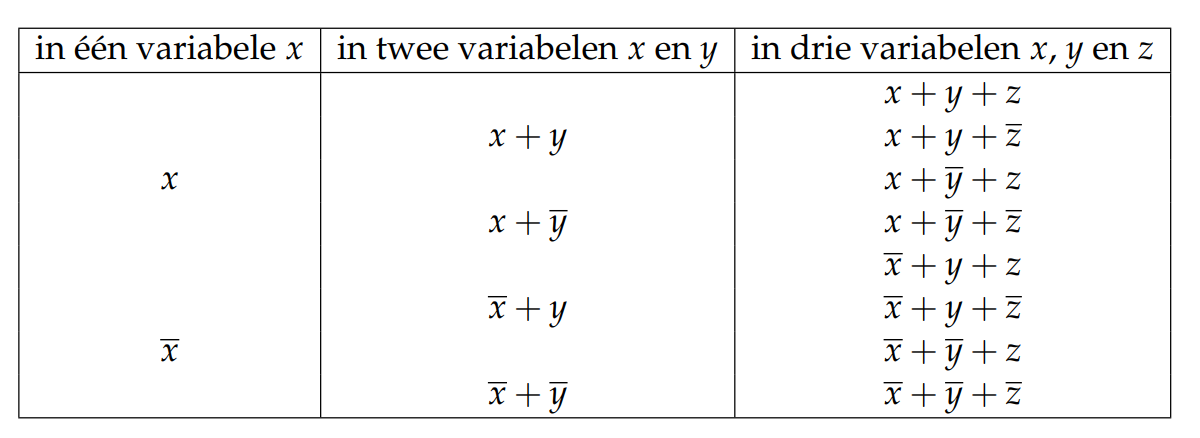 in één variabele x in twee variabelen x en y in drie variabelen x, y en z
x + y + z
x + y x + y + z̅
x x + y̅ + z
x + y̅ x + y̅ + z̅
x̅ + y + z
x̅ + y x̅ + y + z̅
x̅ x̅ + y̅ + z
x̅ + y̅ x̅ + y̅ + z̅